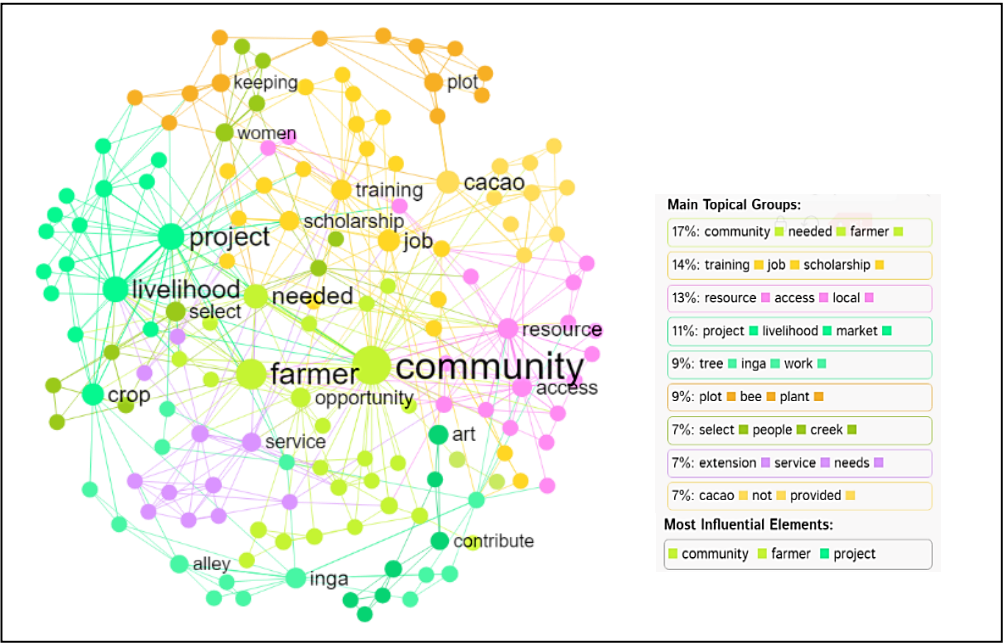 keeping
plot
women
training
cacao
scholarship
project
job
livelihood
needed
select
resource
community
farmer
access
crop
opportunity
art
service
contribute
alley
inga
Main Topical Groups:
17%: community needed farmer
14%: training job scholarship
13%: resource access local
11%: project livelihood market
9%: tree inga work
9%: plot bee plant
7%: select people creek
7%: extension service needs
7%: cacao not provided
Most Influential Elements:
community farmer project